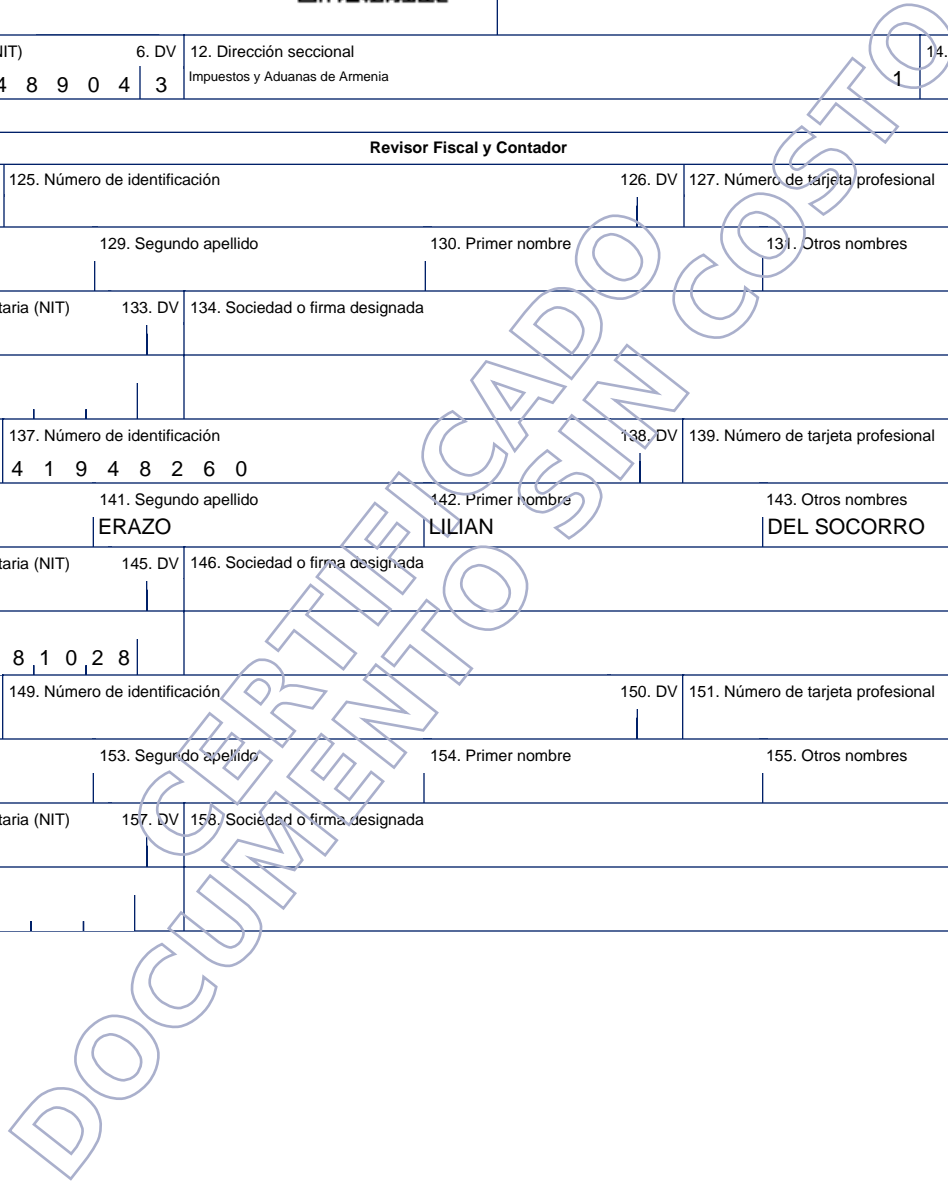 NIT) 6. DV 12. Dirección seccional 14.
4 8 9 0 4 3 Impuestos y Aduanas de Armenia 1
Revisor Fiscal y Contador
125. Número de identificación 126. DV 127. Número de tarjeta profesional
129. Segundo apellido 130. Primer nombre 131. Otros nombres
taria (NIT) 133. DV 134. Sociedad o firma designada
137. Número de identificación 138. DV 139. Número de tarjeta profesional
4 1 9 4 8 2 6 0
141. Segundo apellido 142. Primer nombre 143. Otros nombres
ERAZO LILIAN DEL SOCORRO
taria (NIT) 145. DV 146. Sociedad o firma designada
8 1 0 2 8
149. Número de identificación 150. DV 151. Número de tarjeta profesional
153. Segundo apellido 154. Primer nombre 155. Otros nombres
taria (NIT) 157. DV 158. Sociedad o firma designada
CERTIFICADO
DOCUMENTO SIN COSTO